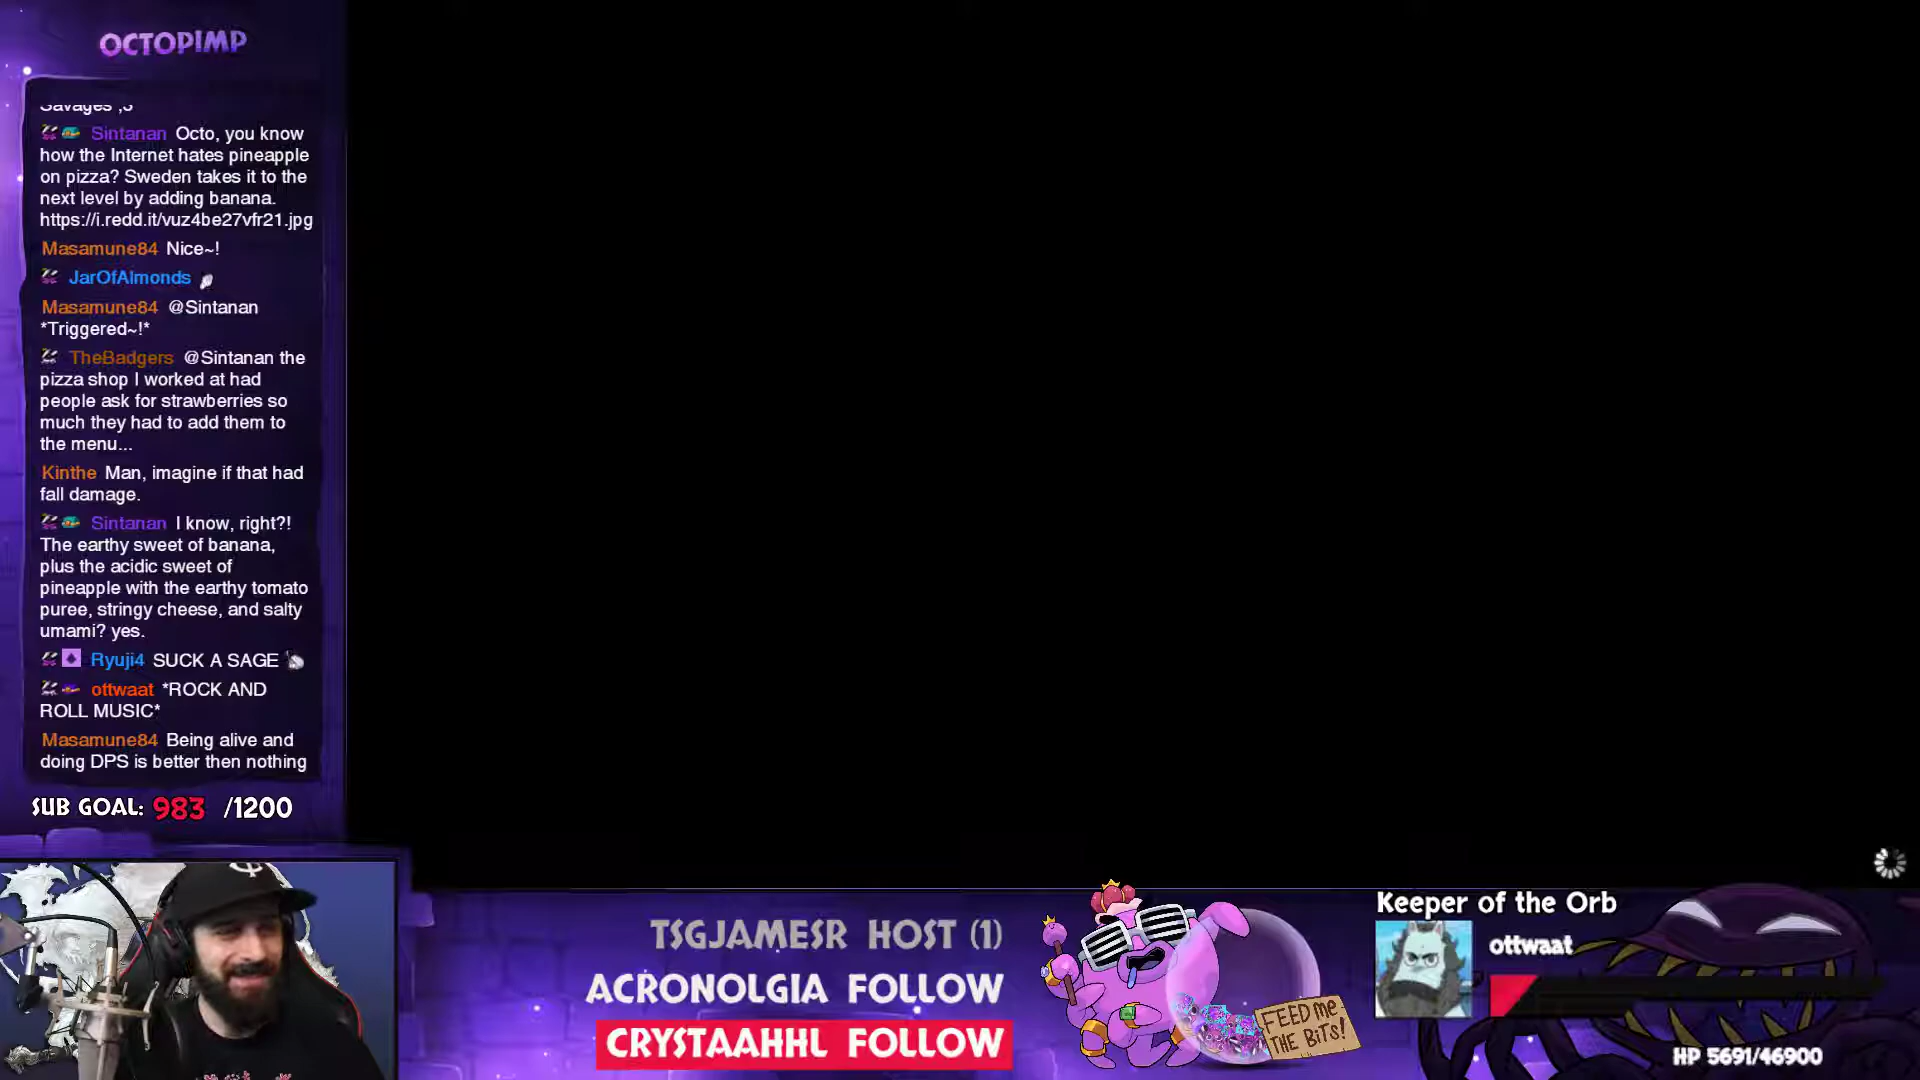 OCTOPIMP
Savages ,3
Sintanan Octo, you know
how the Internet hates pineapple
on pizza? Sweden takes it to the
next level by adding banana.
https://i.redd.it/vuz4be27vfr21.jpg
Masamune84 Nice~!
JarOfAlmonds
Masamune84 @Sintanan
*Triggered~!*
TheBadgers @Sintanan the
pizza shop I worked at had
people ask for strawberries so
much they had to add them to
the menu...
Kinthe Man, imagine if that had
fall damage.
Sintanan I know, right?!
The earthy sweet of banana,
plus the acidic sweet of
pineapple with the earthy tomato
puree, stringy cheese, and salty
umami? yes.
Ryuji4 SUCK A SAGE
ottwaat *ROCK AND
ROLL MUSIC*
Masamune84 Being alive and
doing DPS is better then nothing
SUB GOAL: 983 /1200
TSGJAMESR HOST (1)
ACRONOLGIA FOLLOW
CRYSTAAHHL FOLLOW
FEED ME
THE BITS!
Keeper of the Orb
ottwaat
HP 5691/46900